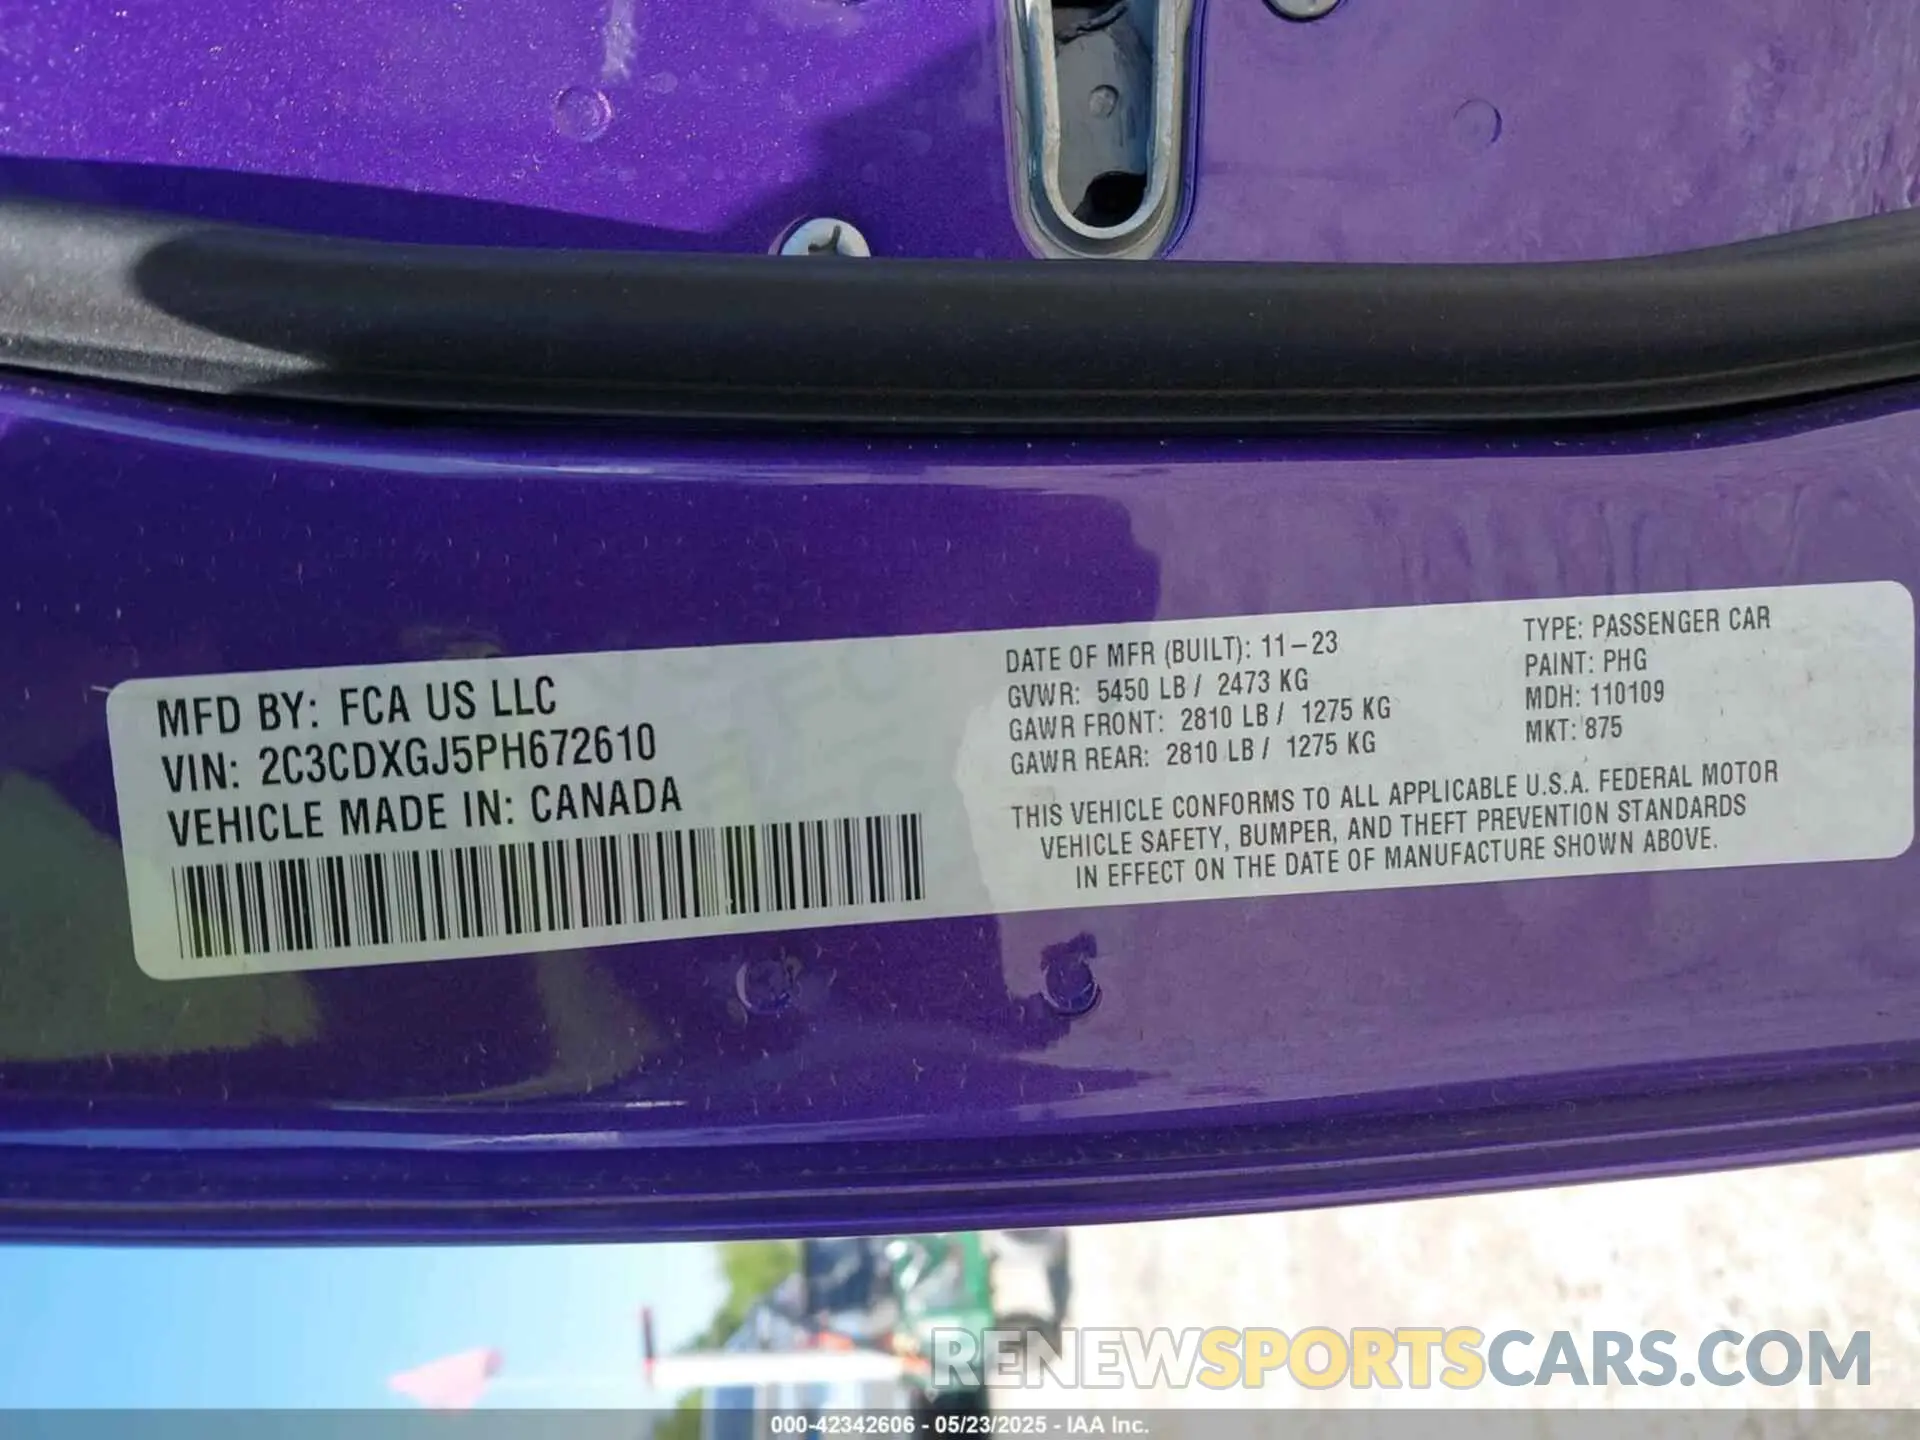 MFD BY: FCA US LLC
VIN: 2C3CDXGJ5PH672610
VEHICLE MADE IN: CANADA
DATE OF MFR (BUILT): 11-23
GVWR: 5450 LB / 2473 KG
GAWR FRONT: 2810 LB / 1275 KG
GAWR REAR: 2810 LB / 1275 KG
TYPE: PASSENGER CAR
PAINT: PHG
MDH: 110109
MKT: 875
THIS VEHICLE CONFORMS TO ALL APPLICABLE U.S.A. FEDERAL MOTOR
VEHICLE SAFETY, BUMPER, AND THEFT PREVENTION STANDARDS
IN EFFECT ON THE DATE OF MANUFACTURE SHOWN ABOVE.
RENEWSPORTSCARS.COM
000-42342606 - 05/23/2025 - IAA Inc.